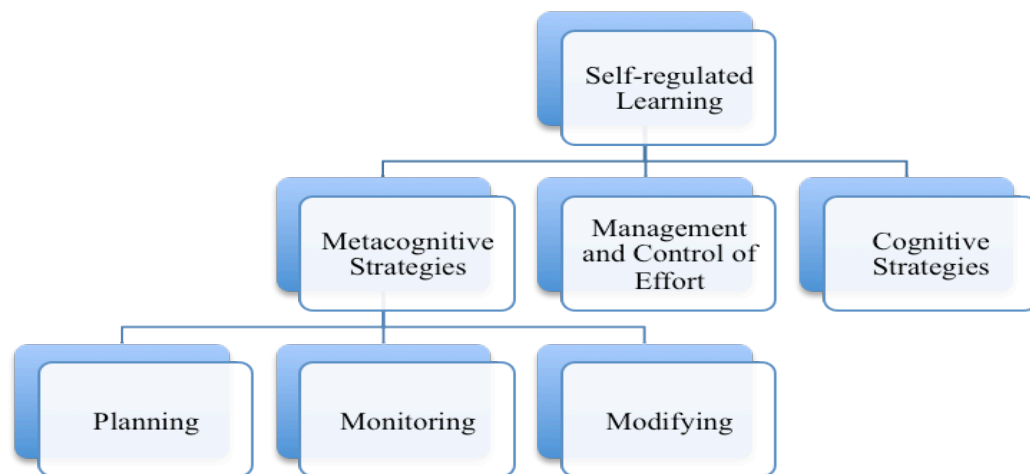 Self-regulated
Learning
Metacognitive
Strategies
Management
and Control of
Effort
Cognitive
Strategies
Planning
Monitoring
Modifying